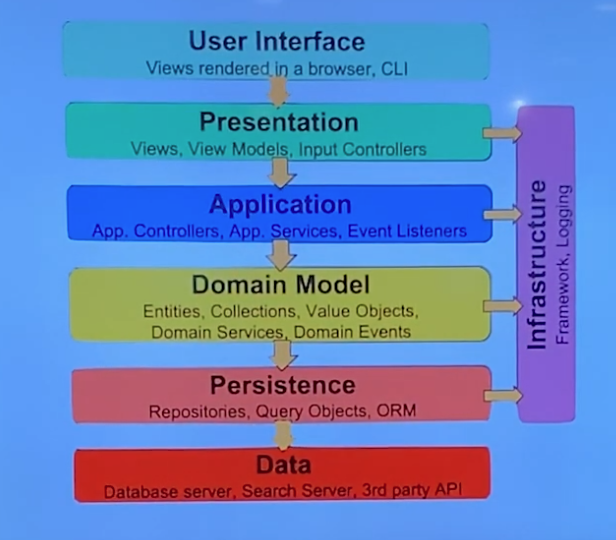 User Interface
Views rendered in a browser, CLI
Presentation
Views, View Models, Input Controllers
Application
App. Controllers, App. Services, Event Listeners
Domain Model
Entities, Collections, Value Objects,
Domain Services, Domain Events
Persistence
Repositories, Query Objects, ORM
Data
Database server, Search Server, 3rd party API
Infrastructure
Framework, Logging